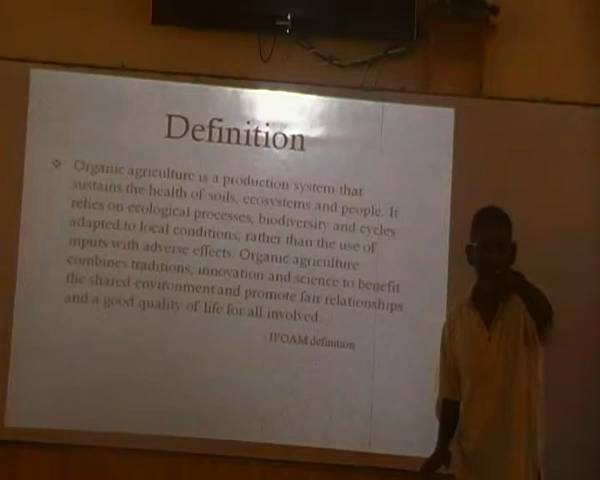 Definition
❖ Organic agriculture is a production system that
sustains the health of soils, ecosystems and people. It
relies on ecological processes, biodiversity and cycles
adapted to local conditions, rather than the use of
inputs with adverse effects. Organic agriculture
combines traditions, innovation and science to benefit
the shared environment and promote fair relationships
and a good quality of life for all involved.
IFOAM definition